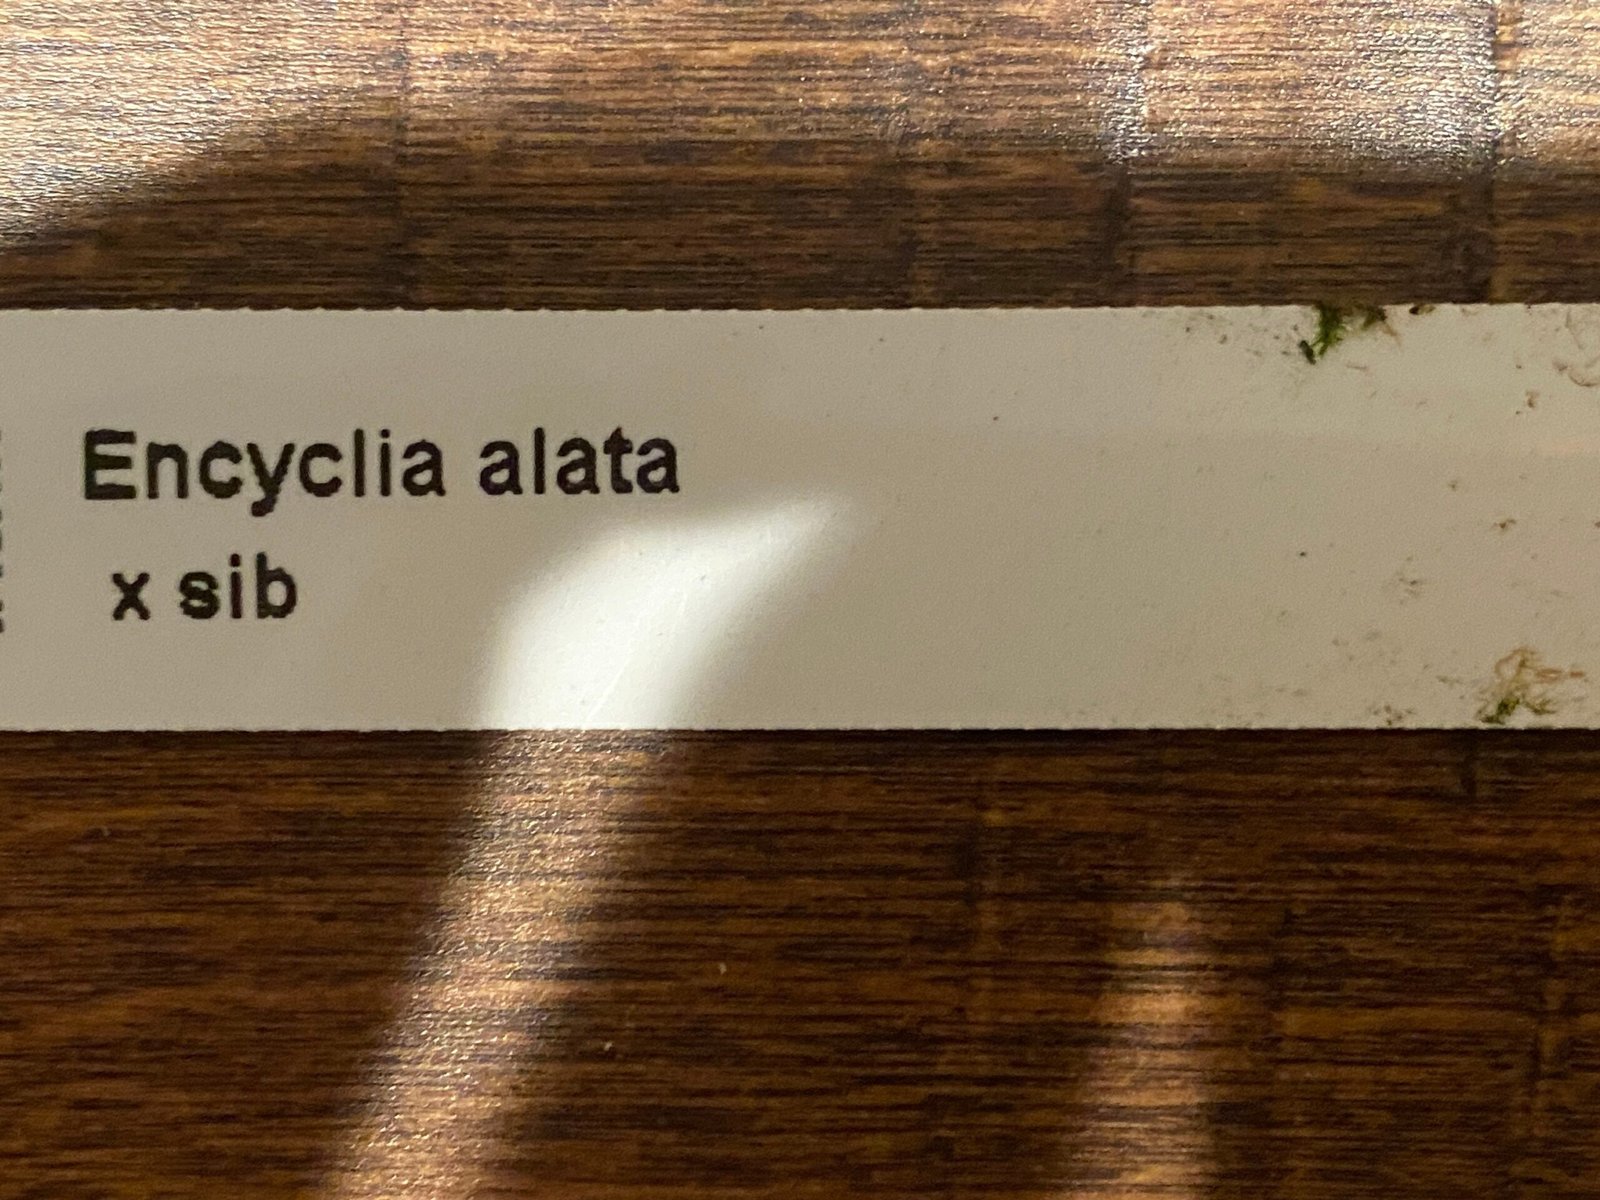 Encyclia alata
x sib